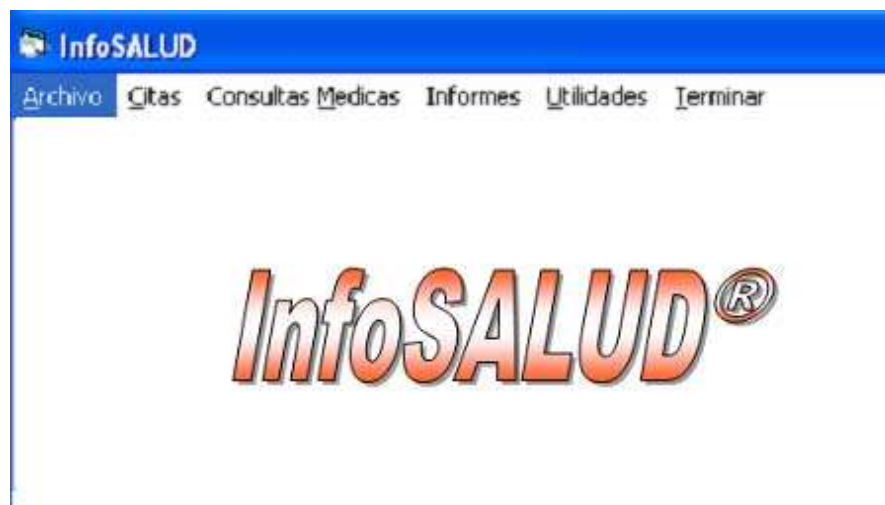 InfoSALUD
Archivo Citas Consultas Medicas Informes Utilidades Terminar
InfoSALUD®